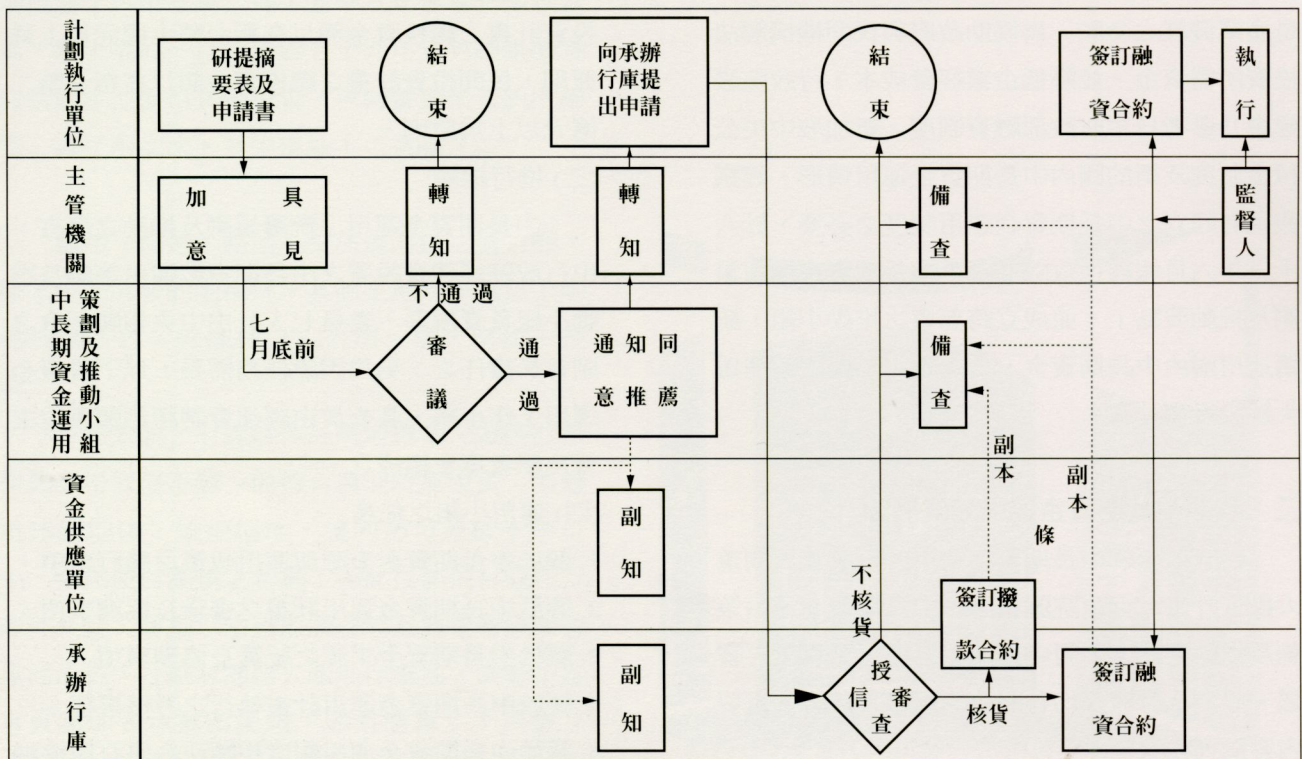 計劃執行單位
研提摘
要表及
申請書
結束
向承辦
行庫提
出申請
結束
簽訂融
資合約
執行
主管機關
加具
意見
轉知
轉知
備查
監督人
策劃及推動小組
中長期資金運用
七
月底前
不通過
審議
通過
通知同
意推薦
備查
副本
副本
條
資金供應單位
副知
不核貸
簽訂撥
款合約
承辦行庫
副知
授
信審
查
核貸
簽訂融
資合約